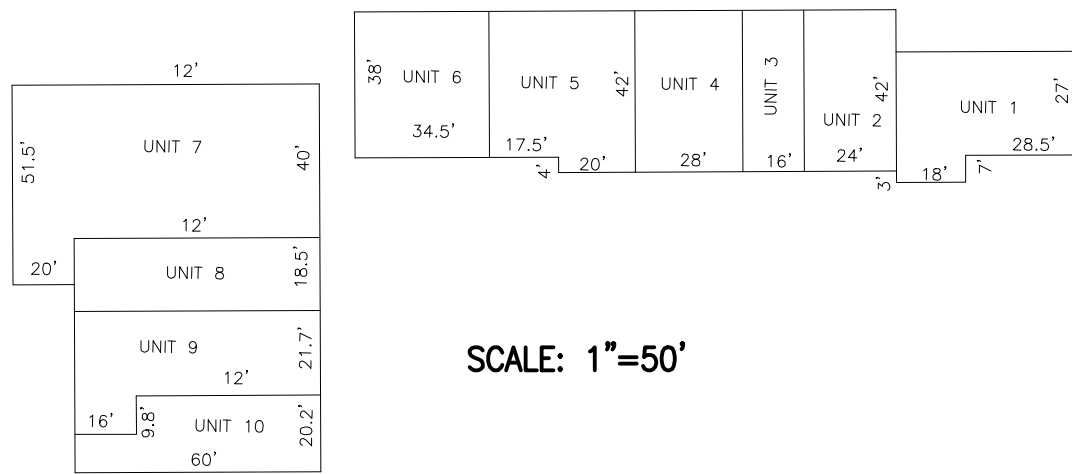 12'
UNIT 7
51.5'
40'
12'
20'
UNIT 8
18.5'
UNIT 9
21.7'
12'
16'
9.8'
UNIT 10
20.2'
60'
38'
UNIT 6
34.5'
UNIT 5
42'
17.5'
4'
20'
UNIT 4
28'
UNIT 3
16'
42'
UNIT 2
24'
3'
UNIT 1
27'
28.5'
18'
7'
SCALE: 1"=50'